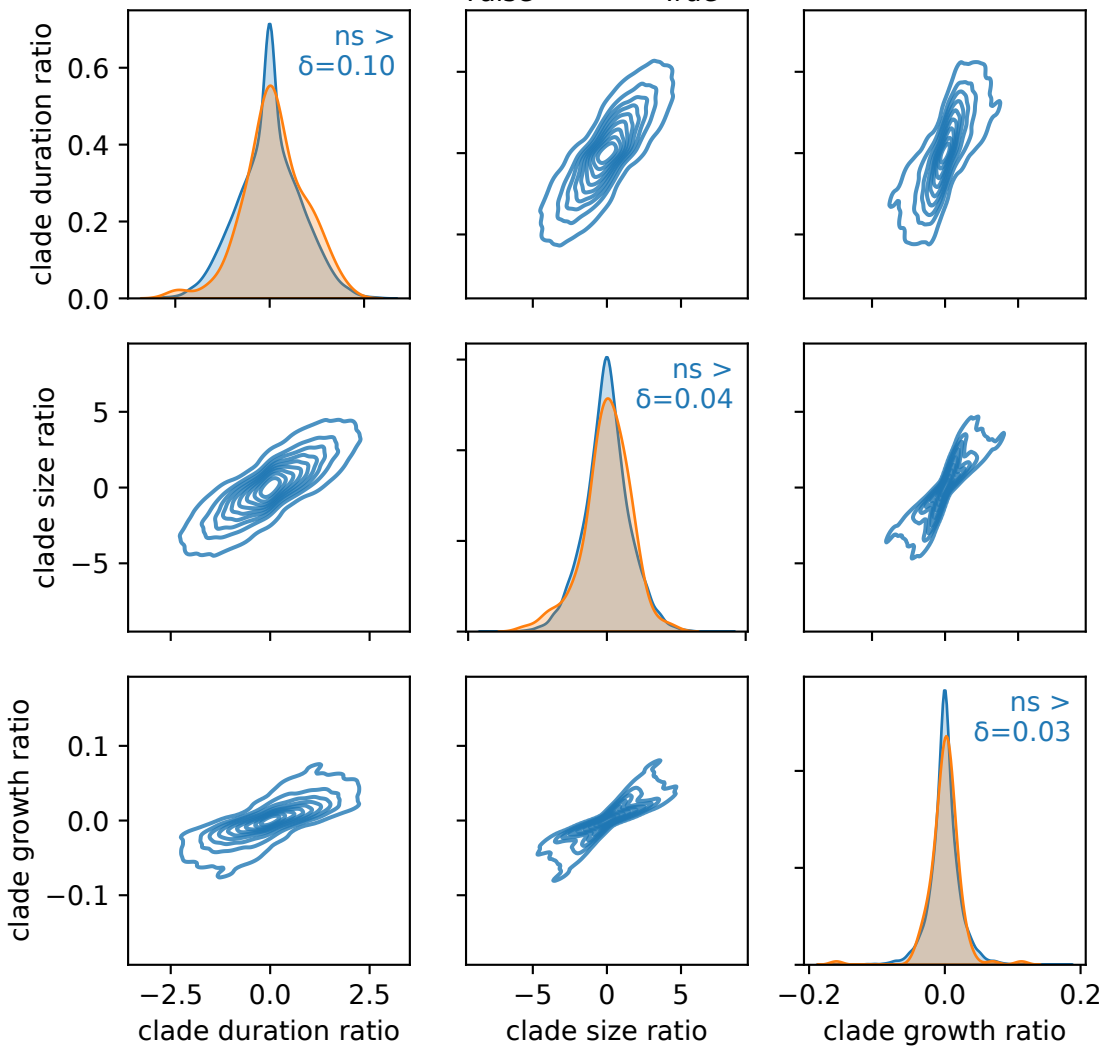 clade duration ratio
0.6
0.4
0.2
0.0
ns >
δ=0.10
clade size ratio
5
0
−5
ns >
δ=0.04
clade growth ratio
0.1
0.0
−0.1
ns >
δ=0.03
−2.5
0.0
2.5
−5
0
5
−0.2
0.0
0.2
clade duration ratio
clade size ratio
clade growth ratio